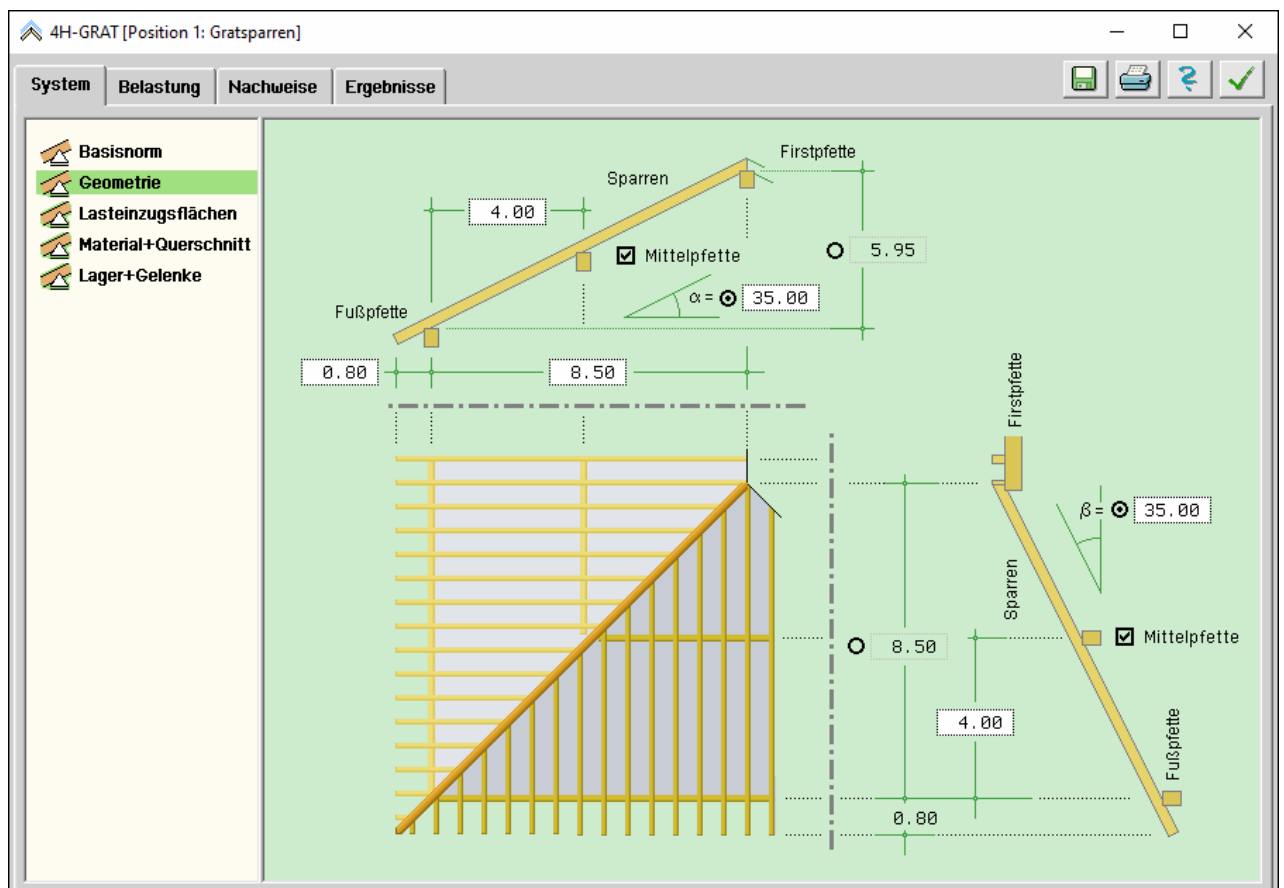 4H-GRAT [Position 1: Gratsparren]
System
Belastung
Nachweise
Ergebnisse
Basisnorm
Geometrie
Lasteinzugsflächen
Material+Querschnitt
Lager+Gelenke
Firstpfette
Sparren
4.00
Mittelpfette
5.95
α =
35.00
Fußpfette
0.80
8.50
Firstpfette
β =
35.00
Sparren
Mittelpfette
8.50
4.00
Fußpfette
0.80